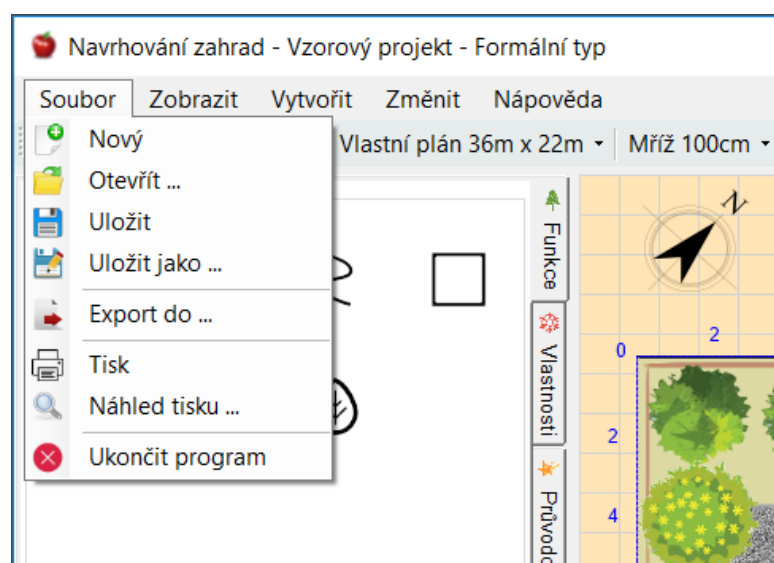 Navrhování zahrad - Vzorový projekt - Formální typ
Soubor Zobrazit Vytvořit Změnit Nápověda
Vlastní plán 36m x 22m Mříž 100cm
Nový
Otevřít ...
Uložit
Uložit jako ...
Export do ...
Tisk
Náhled tisku ...
Ukončit program
Funkce
Vlastnosti
N
0
2
2
4